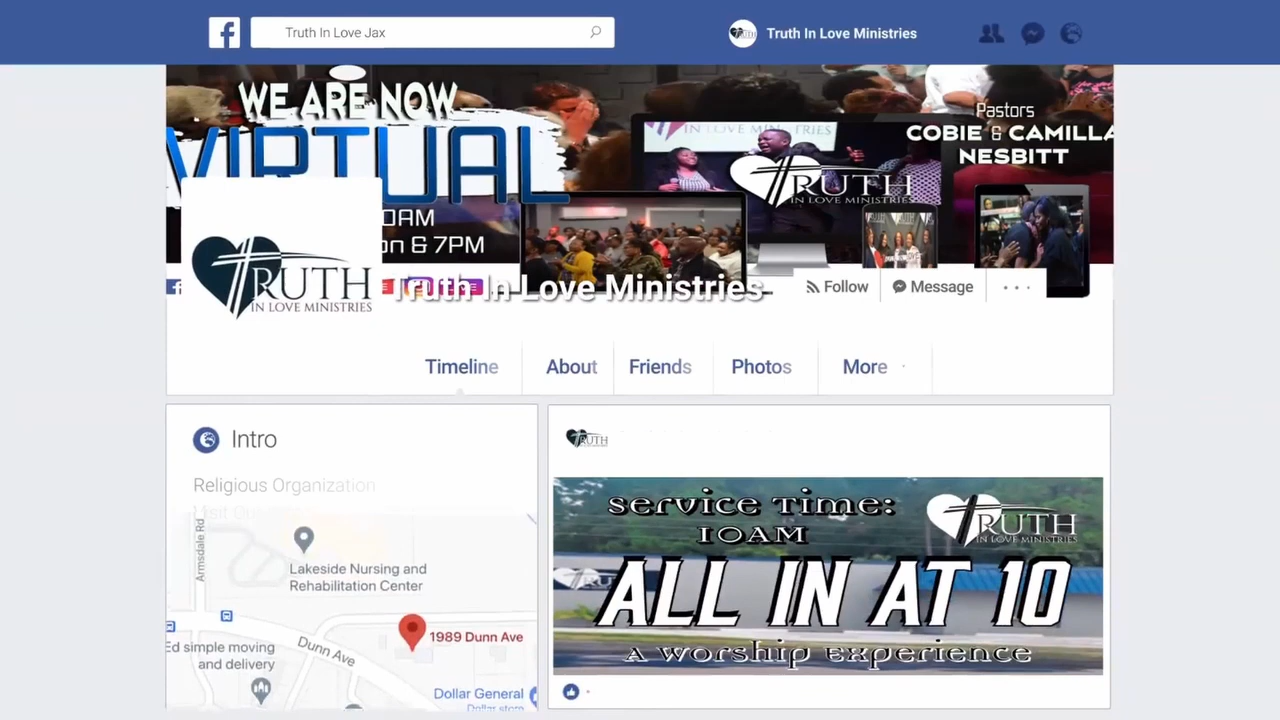 Truth In Love Jax
Truth In Love Ministries
WE ARE NOW
VIRTUAL
Pastors
COBIE & CAMILLA
NESBITT
IN LOVE MINISTRIES
TRUTH
IN LOVE MINISTRIES
& 7PM
TRUTH
IN LOVE MINISTRIES
Truth In Love Ministries
Follow
Message
Timeline
About
Friends
Photos
More
Intro
Religious Organization
TRUTH
SERVICE TIME:
10AM
TRUTH
IN LOVE MINISTRIES
ALL IN AT 10
A WORSHIP EXPERIENCE
Armsdale Rd
Lakeside Nursing and
Rehabilitation Center
1989 Dunn Ave
Ed simple moving
and delivery
Dunn Ave
Dollar General
Dollar store